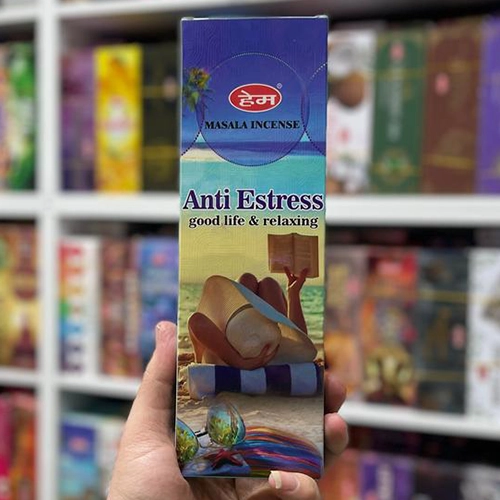 हेम
MASALA INCENSE
Anti Estress
good life & relaxing